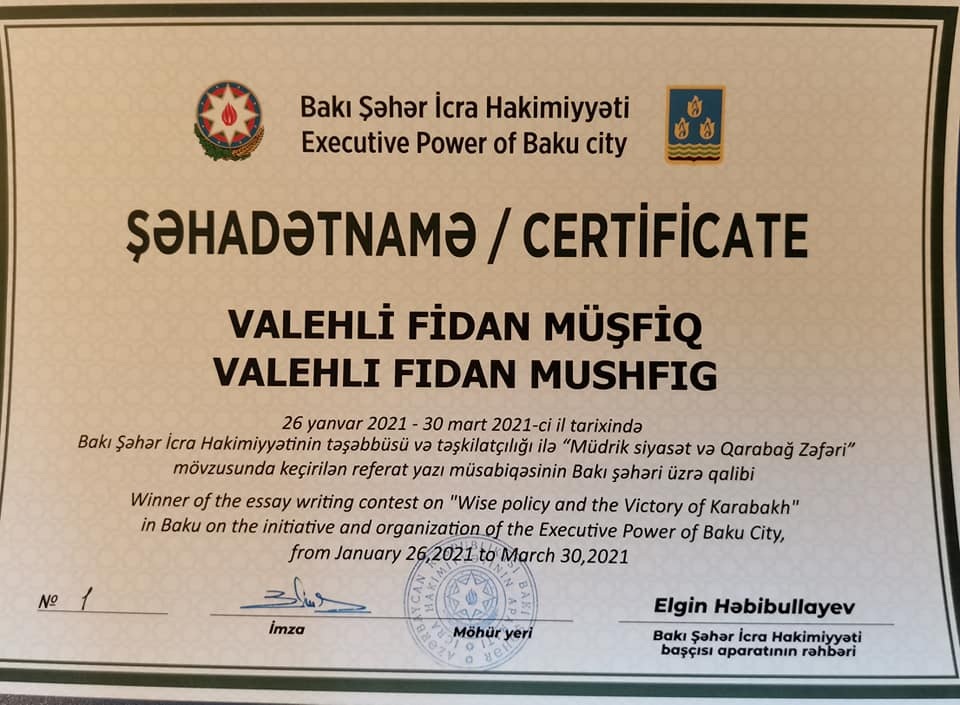 Bakı Şəhər İcra Hakimiyyəti
Executive Power of Baku city
ŞƏHADƏTNAMƏ / CERTİFİCATE
VALEHLİ FİDAN MÜŞFİQ
VALEHLI FIDAN MUSHFIG
26 yanvar 2021 - 30 mart 2021-ci il tarixində
Bakı Şəhər İcra Hakimiyyətinin təşəbbüsü və təşkilatçılığı ilə “Müdrik siyasət və Qarabağ Zəfəri”
mövzusunda keçirilən referat yazı müsabiqəsinin Bakı şəhəri üzrə qalibi
Winner of the essay writing contest on "Wise policy and the Victory of Karabakh"
in Baku on the initiative and organization of the Executive Power of Baku City,
from January 26,2021 to March 30,2021
№ 1
İmza
Möhür yeri
Elgin Həbibullayev
Bakı Şəhər İcra Hakimiyyəti
başçısı aparatının rəhbəri